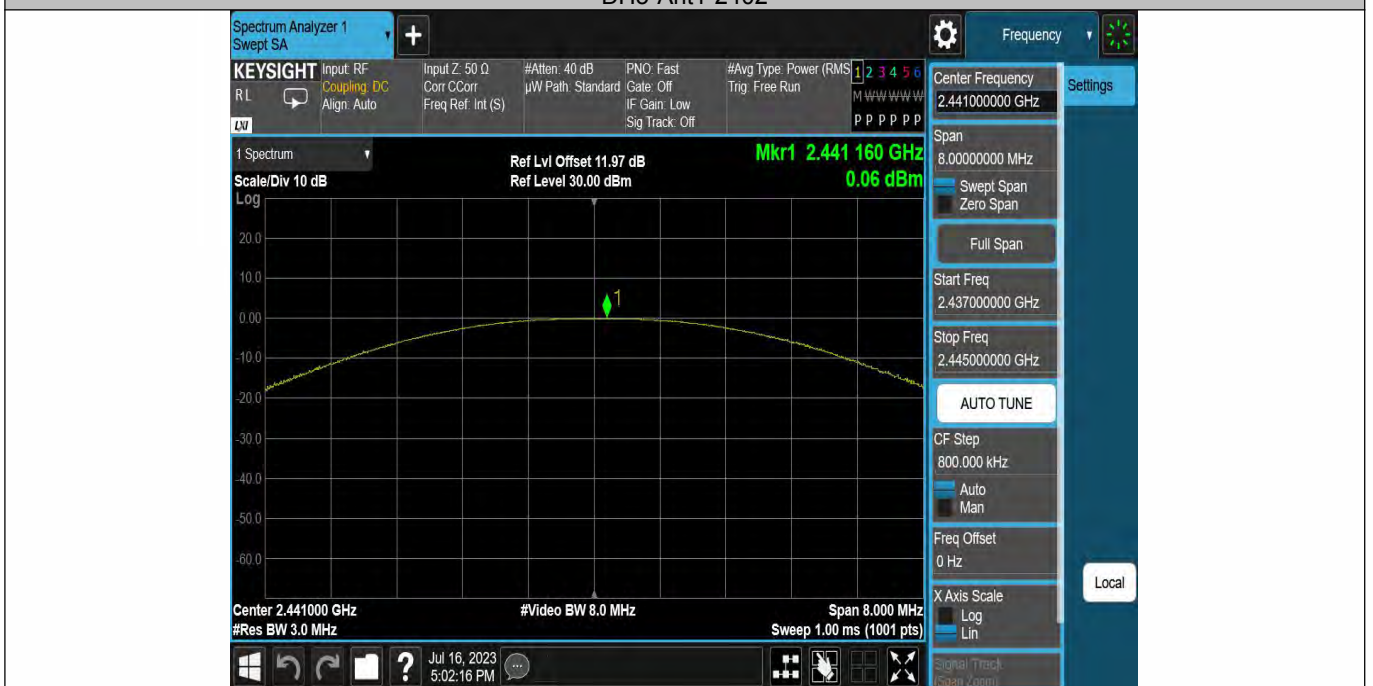 DH5-Ant1-2402
Spectrum Analyzer 1
Swept SA
Frequency
KEYSIGHT
RL
LXI
Input: RF
Coupling: DC
Align: Auto
Input Z: 50 Ω
Corr CCorr
Freq Ref: Int (S)
#Atten: 40 dB
µW Path: Standard
PNO: Fast
Gate: Off
IF Gain: Low
Sig Track: Off
#Avg Type: Power (RMS
Trig: Free Run
1 2 3 4 5 6
M W W W W W
P P P P P P
Center Frequency
2.441000000 GHz
Settings
Span
8.00000000 MHz
Swept Span
Zero Span
Full Span
Start Freq
2.437000000 GHz
Stop Freq
2.445000000 GHz
AUTO TUNE
CF Step
800.000 kHz
Auto
Man
Freq Offset
0 Hz
X Axis Scale
Log
Lin
Signal Track
(Span Zoom)
Local
1 Spectrum
Scale/Div 10 dB
Log
Ref Lvl Offset 11.97 dB
Ref Level 30.00 dBm
Mkr1 2.441 160 GHz
0.06 dBm
20.0
10.0
0.00
-10.0
-20.0
-30.0
-40.0
-50.0
-60.0
1
Center 2.441000 GHz
#Res BW 3.0 MHz
#Video BW 8.0 MHz
Span 8.000 MHz
Sweep 1.00 ms (1001 pts)
Jul 16, 2023
5:02:16 PM